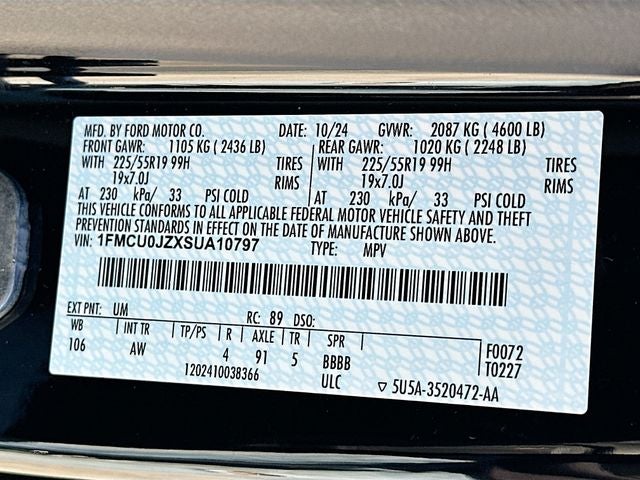 MFD. BY FORD MOTOR CO. DATE: 10/24 GVWR: 2087 KG ( 4600 LB)
FRONT GAWR: 1105 KG ( 2436 LB) REAR GAWR: 1020 KG ( 2248 LB)
WITH 225/55R19 99H TIRES WITH 225/55R19 99H TIRES
19x7.0J RIMS 19x7.0J RIMS
AT 230 kPa/ 33 PSI COLD AT 230 kPa/ 33 PSI COLD
THIS VEHICLE CONFORMS TO ALL APPLICABLE FEDERAL MOTOR VEHICLE SAFETY AND THEFT
PREVENTION STANDARDS IN EFFECT ON THE DATE OF MANUFACTURE SHOWN ABOVE.
VIN: 1FMCU0JZXSUA10797 TYPE: MPV
EXT PNT: UM RC: 89 DSO:
WB INT TR TP/PS R AXLE TR SPR
106 AW 4 91 5 BBBB F0072
1202410038366 ULC T0227
▽ 5U5A-3520472-AA